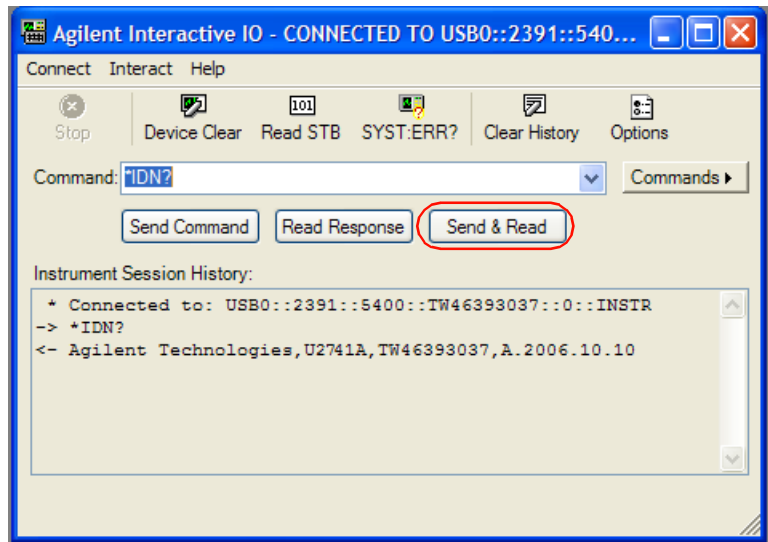 Agilent Interactive IO - CONNECTED TO USB0::2391::540...
Connect Interact Help
101
Stop Device Clear Read STB SYST:ERR? Clear History Options
Command: *IDN? Commands
Send Command Read Response Send & Read
Instrument Session History:
* Connected to: USB0::2391::5400::TW46393037::0::INSTR
-> *IDN?
<- Agilent Technologies,U2741A,TW46393037,A.2006.10.10